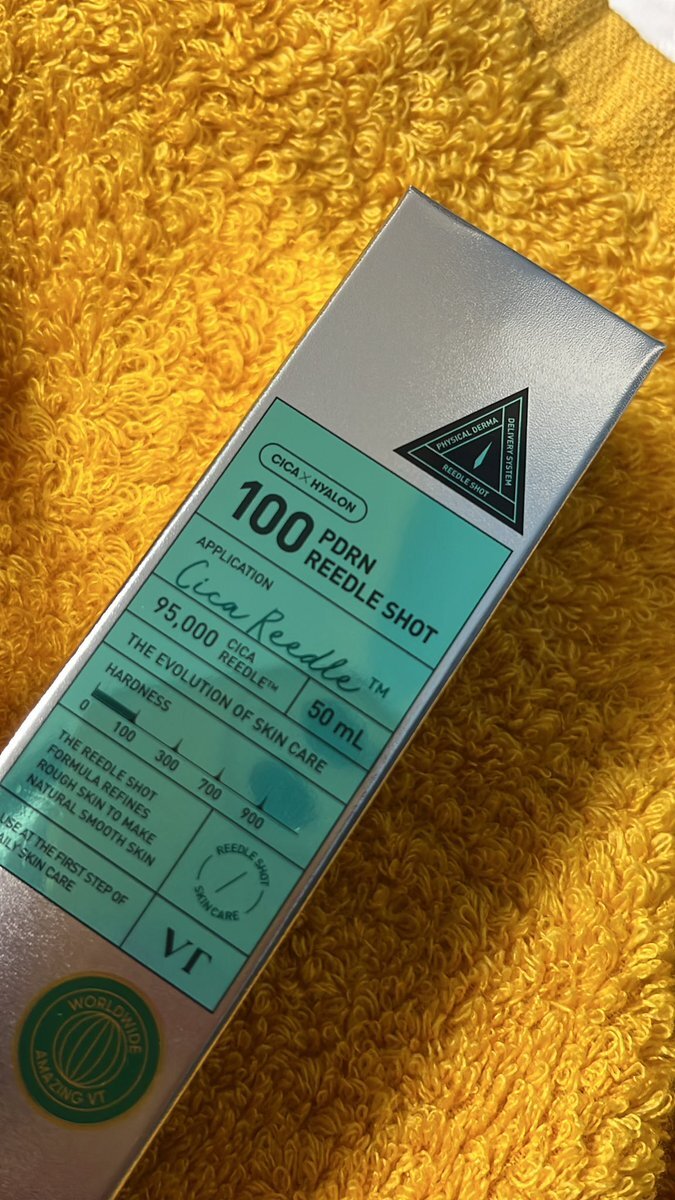 PHYSICAL DERMA
DELIVERY SYSTEM
REEDLE SHOT
CICA X HYALON
100 PDRN
REEDLE SHOT
APPLICATION
Cica Reedle™
95,000 CICA
REEDLE™
50 mL
THE EVOLUTION OF SKIN CARE
HARDNESS
0 100 300 700 900
THE REEDLE SHOT
FORMULA REFINES
ROUGH SKIN TO MAKE
NATURAL SMOOTH SKIN
REEDLE SHOT
SKINCARE
USE AT THE FIRST STEP OF
AILY SKIN CARE
VT
WORLDWIDE
AMAZING VT